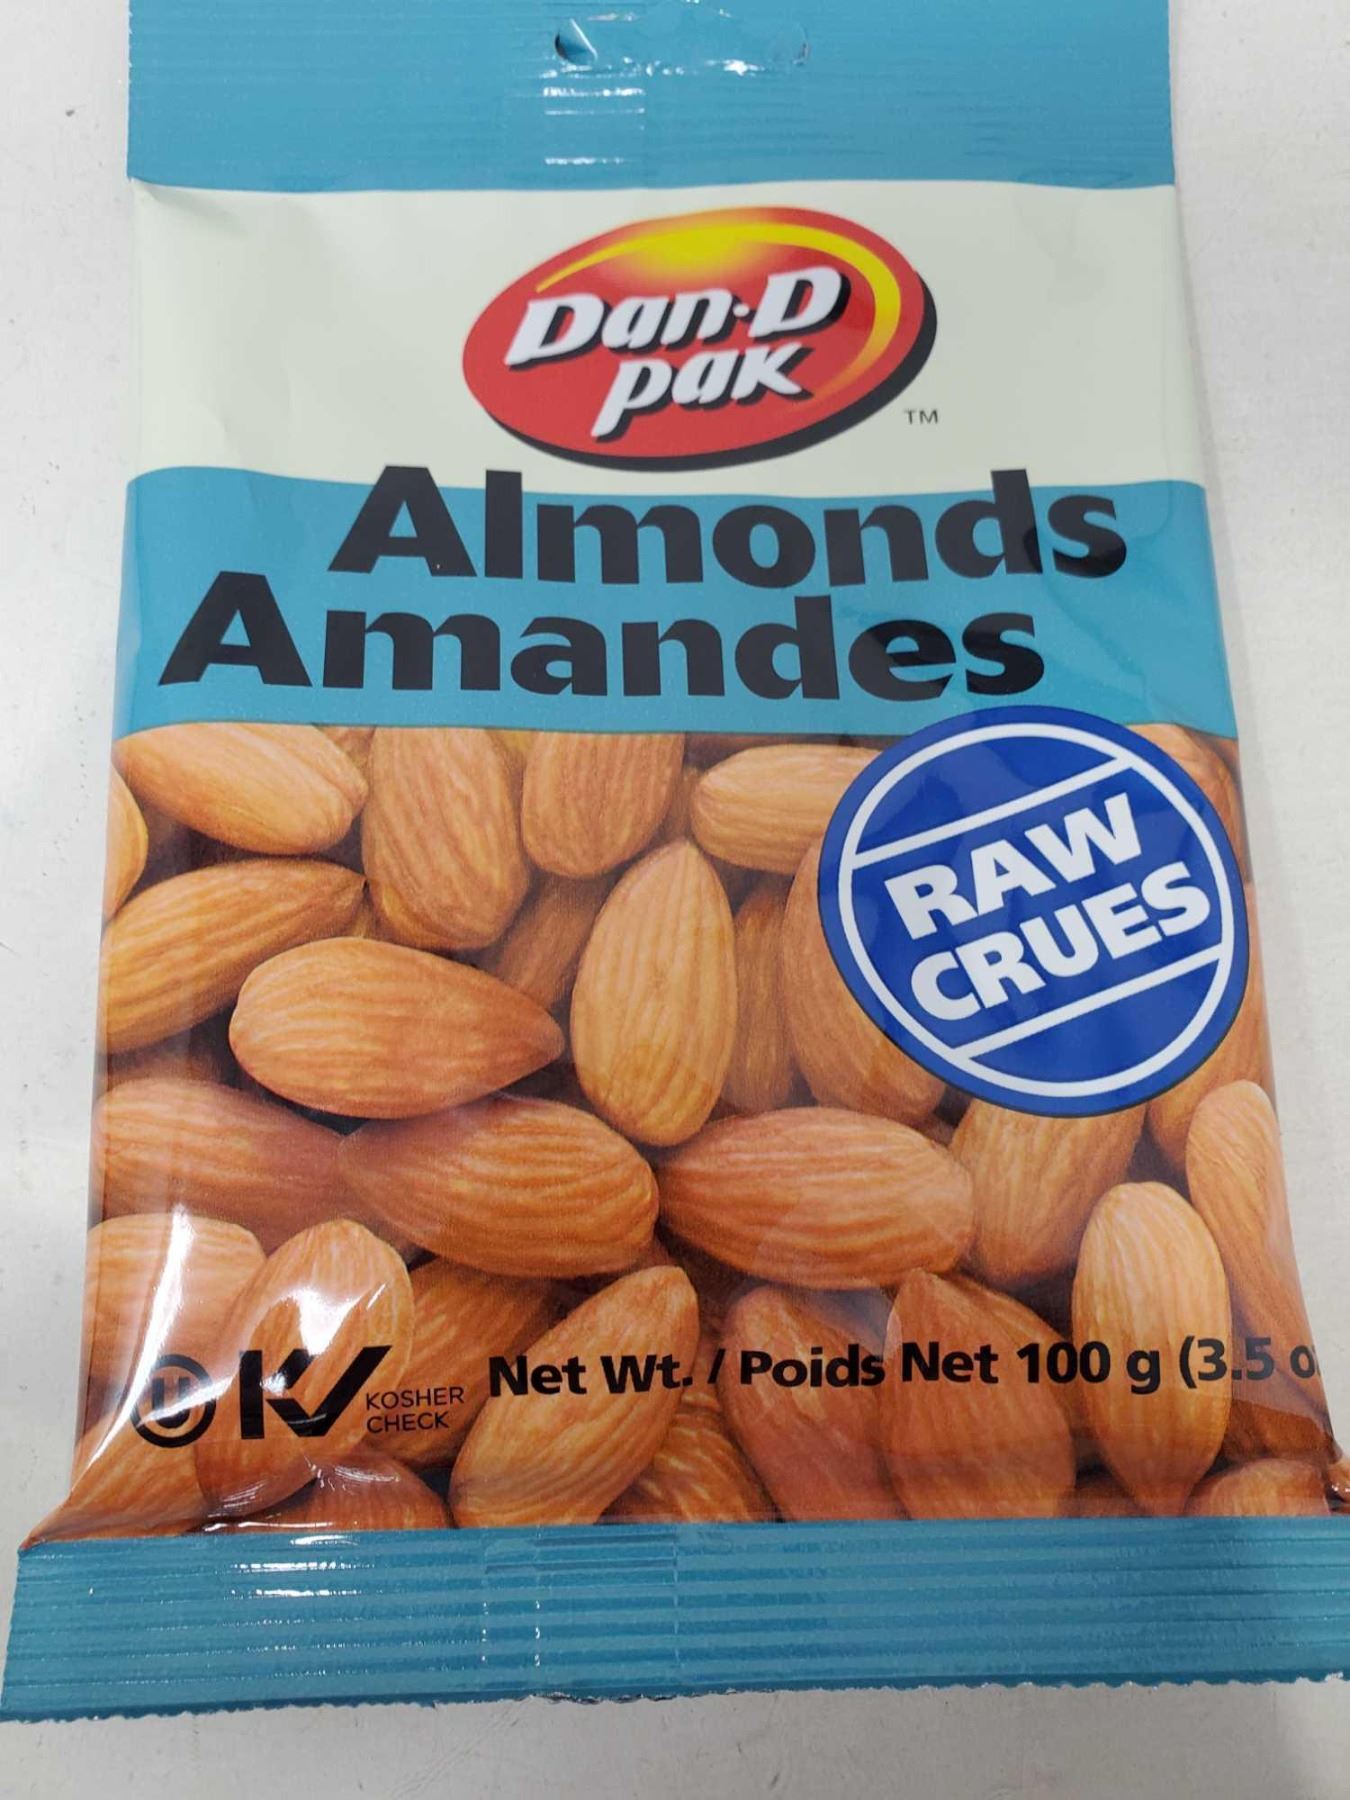 Dan·D
pak
TM
Almonds
Amandes
RAW
CRUES
U
KOSHER
CHECK
Net Wt. / Poids Net 100 g (3.5 o